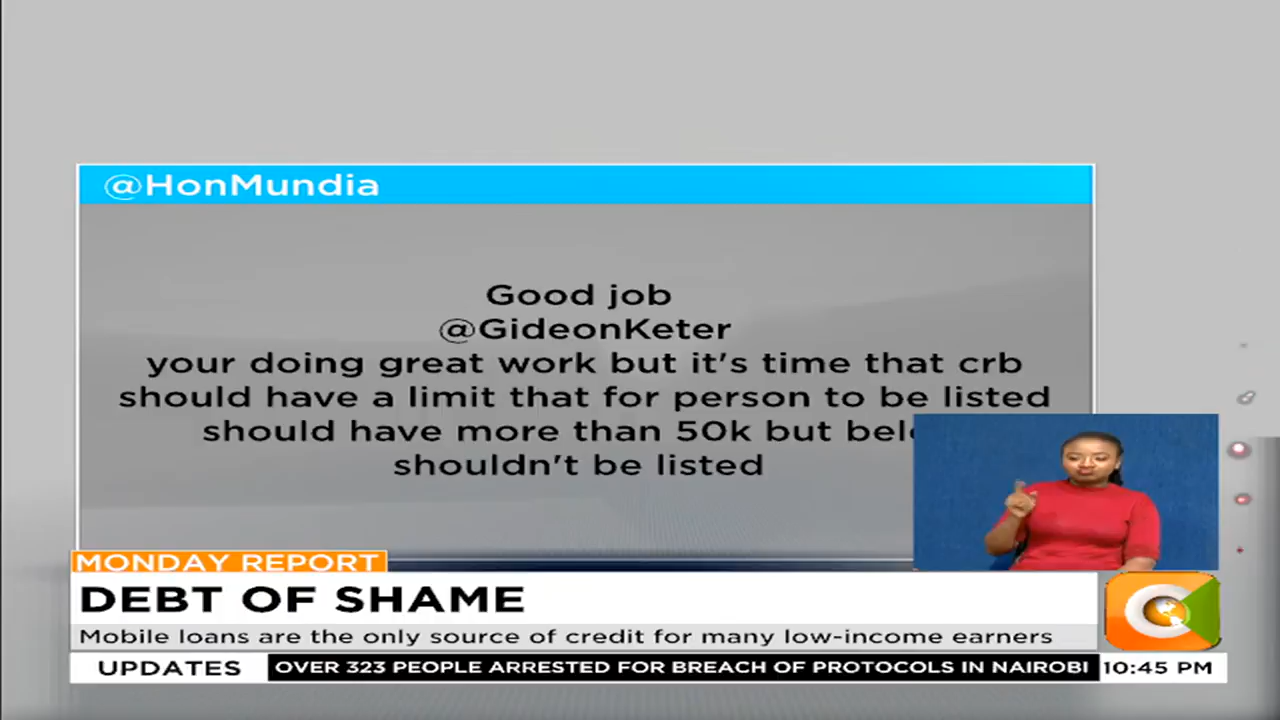 @HonMundia
Good job
@GideonKeter
your doing great work but it's time that crb
should have a limit that for person to be listed
should have more than 50k but
shouldn't be listed
MONDAY REPORT
DEBT OF SHAME
Mobile loans are the only source of credit for many low-income earners
UPDATES OVER 323 PEOPLE ARRESTED FOR BREACH OF PROTOCOLS IN NAIROBI 10:45 PM